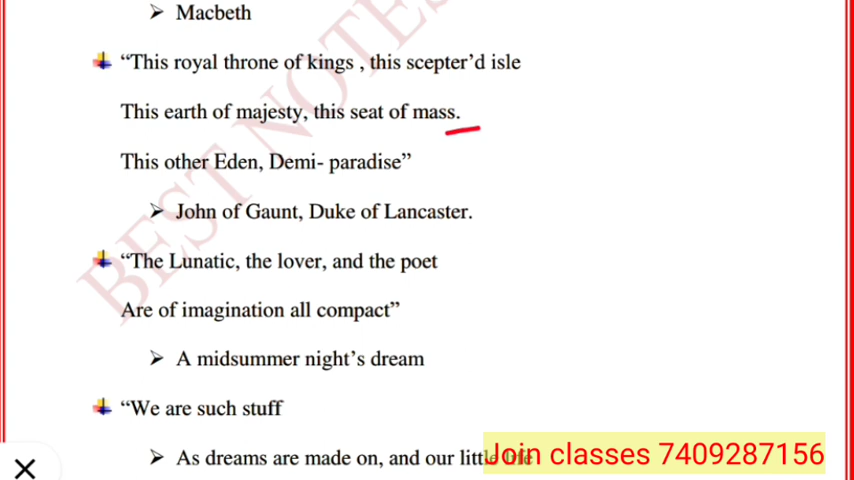 ➢ Macbeth
“This royal throne of kings , this scepter’d isle
This earth of majesty, this seat of mass.
This other Eden, Demi- paradise”
➢ John of Gaunt, Duke of Lancaster.
“The Lunatic, the lover, and the poet
Are of imagination all compact”
➢ A midsummer night’s dream
“We are such stuff
➢ As dreams are made on, and our little life
Join classes 7409287156
BEST NOTES